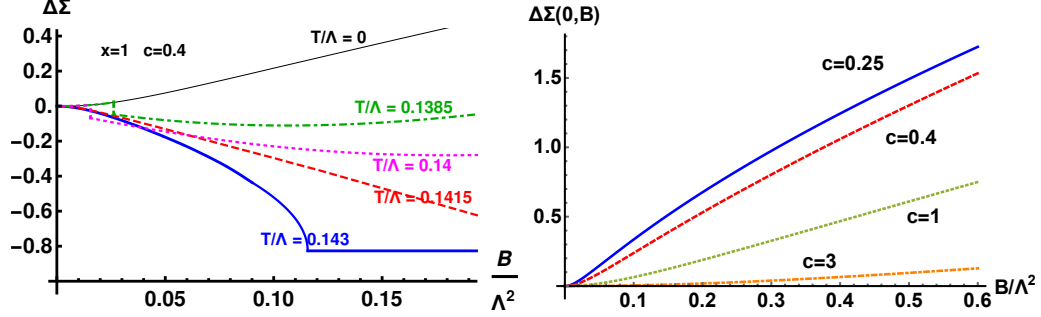 ΔΣ
0.4
0.2
0.
-0.2
-0.4
-0.6
-0.8
x=1 c=0.4
T/Λ = 0
T/Λ = 0.1385
T/Λ = 0.14
T/Λ = 0.1415
T/Λ = 0.143
0.05
0.10
0.15
B
Λ²
ΔΣ(0,B)
1.5
1.0
0.5
c=0.25
c=0.4
c=1
c=3
0.1
0.2
0.3
0.4
0.5
0.6
B/Λ²